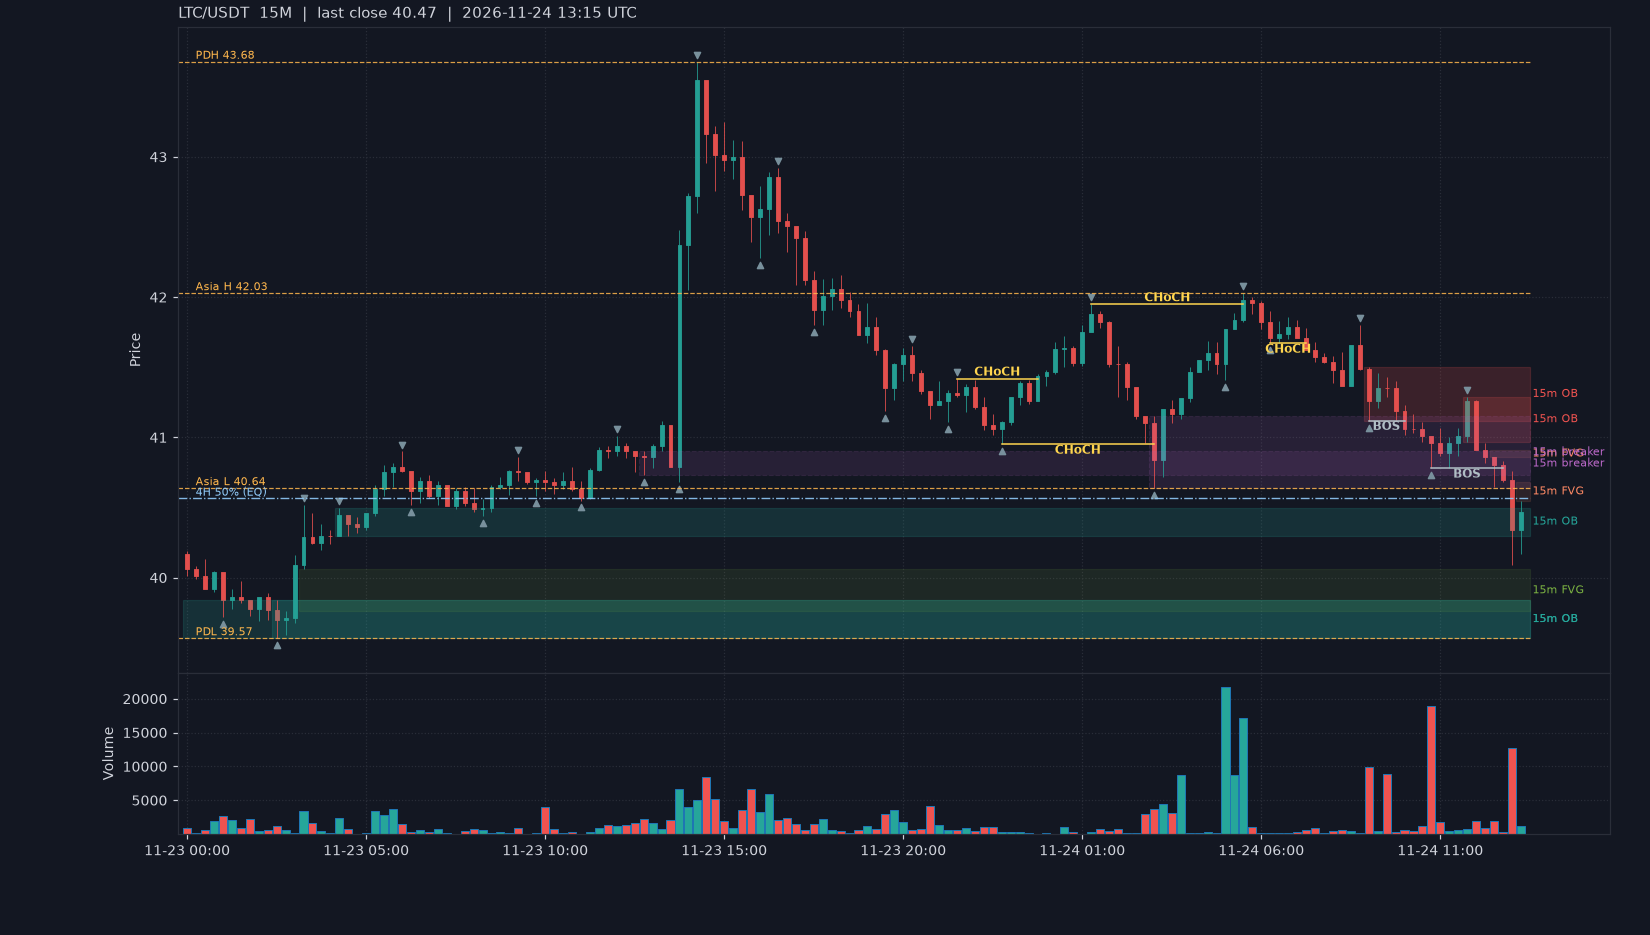 LTC/USDT  15M  |  last close 40.47  |  2026-11-24 13:15 UTC
PDH 43.68
43
Asia H 42.03
42
CHoCH
Price
CHoCH
CHoCH
15m OB
15m OB
BOS
41
CHoCH
15m breaker
15m breaker
BOS
Asia L 40.64
4H 50% (EQ)
15m FVG
15m OB
40
15m FVG
15m OB
PDL 39.57
20000
15000
Volume
10000
5000
11-23 00:00
11-23 05:00
11-23 10:00
11-23 15:00
11-23 20:00
11-24 01:00
11-24 06:00
11-24 11:00